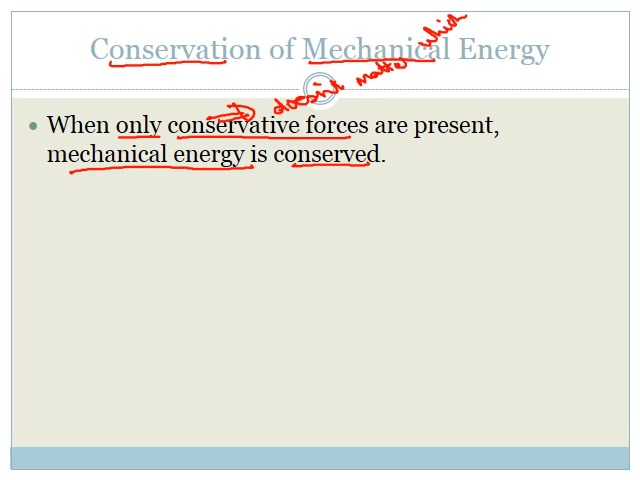 Conservation of Mechanical Energy
doesn't matter which
• When only conservative forces are present,
mechanical energy is conserved.